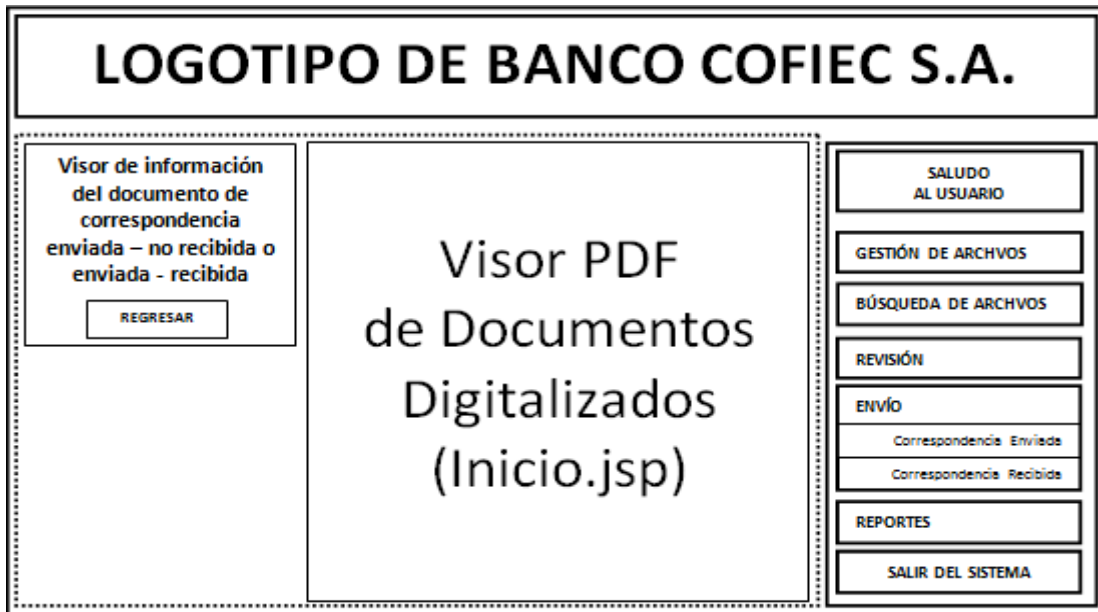 LOGOTIPO DE BANCO COFIEC S.A.
Visor de información
del documento de
correspondencia
enviada – no recibida o
enviada - recibida
REGRESAR
Visor PDF
de Documentos
Digitalizados
(Inicio.jsp)
SALUDO
AL USUARIO
GESTIÓN DE ARCHVOS
BÚSQUEDA DE ARCHVOS
REVISIÓN
ENVÍO
Correspondencia Enviada
Correspondencia Recibida
REPORTES
SALIR DEL SISTEMA